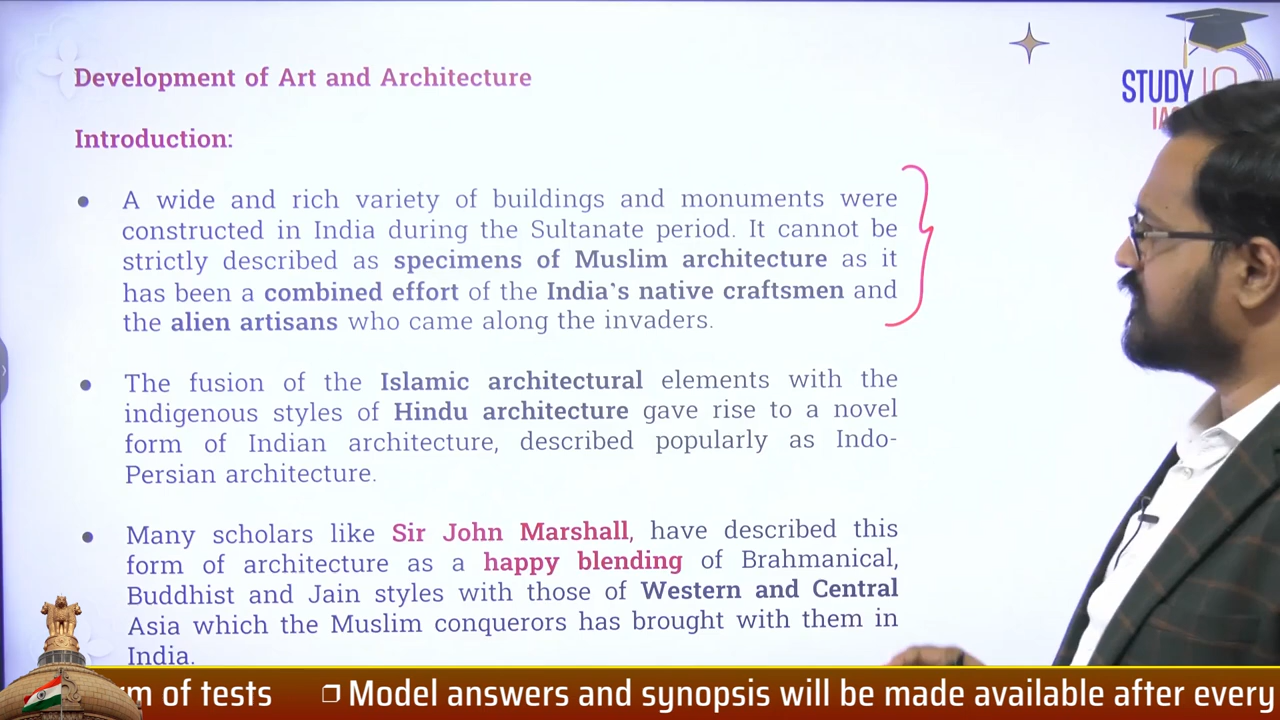 Development of Art and Architecture
STUDY IQ
IAS
Introduction:
A wide and rich variety of buildings and monuments were
constructed in India during the Sultanate period. It cannot be
strictly described as specimens of Muslim architecture as it
has been a combined effort of the India's native craftsmen and
the alien artisans who came along the invaders.
The fusion of the Islamic architectural elements with the
indigenous styles of Hindu architecture gave rise to a novel
form of Indian architecture, described popularly as Indo-
Persian architecture.
Many scholars like Sir John Marshall, have described this
form of architecture as a happy blending of Brahmanical,
Buddhist and Jain styles with those of Western and Central
Asia which the Muslim conquerors has brought with them in
India.
of tests ❐ Model answers and synopsis will be made available after every